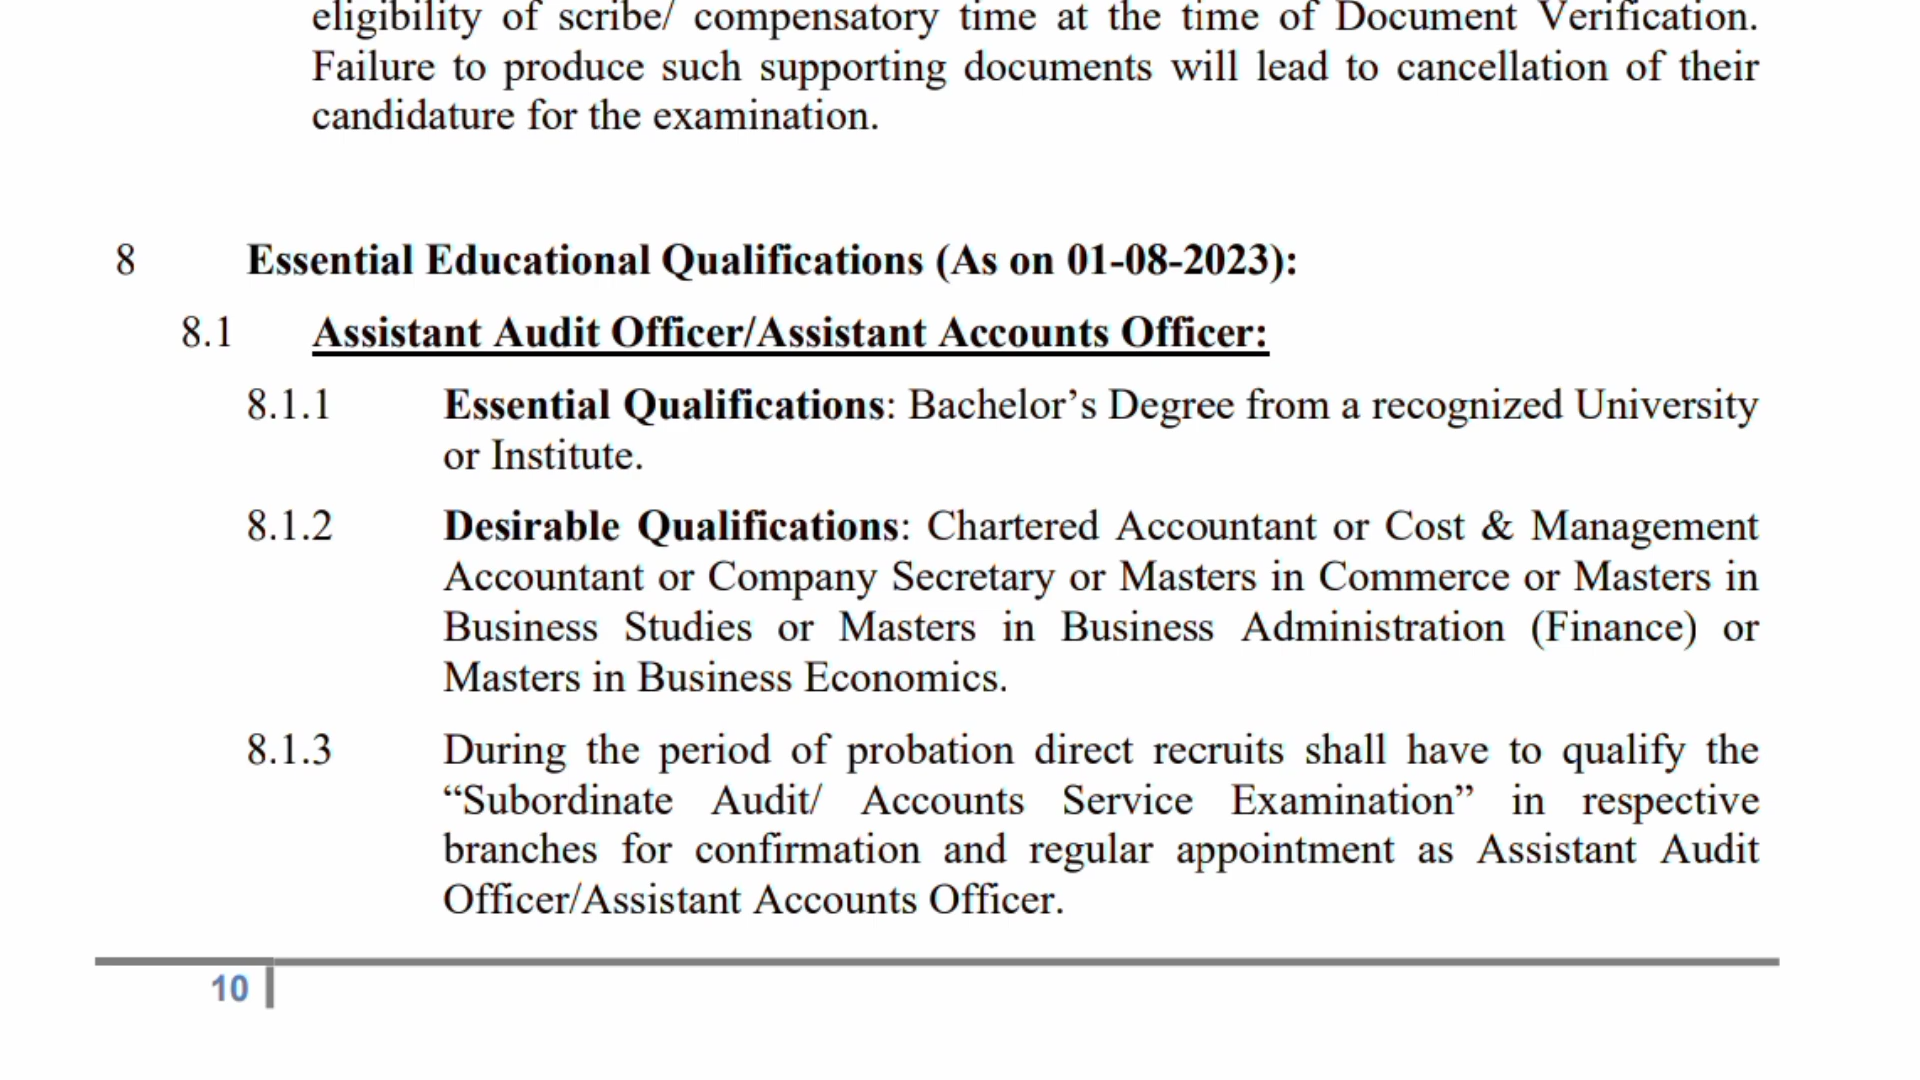 eligibility of scribe/ compensatory time at the time of Document Verification.
Failure to produce such supporting documents will lead to cancellation of their
candidature for the examination.
8 Essential Educational Qualifications (As on 01-08-2023):
8.1 Assistant Audit Officer/Assistant Accounts Officer:
8.1.1 Essential Qualifications: Bachelor’s Degree from a recognized University
or Institute.
8.1.2 Desirable Qualifications: Chartered Accountant or Cost & Management
Accountant or Company Secretary or Masters in Commerce or Masters in
Business Studies or Masters in Business Administration (Finance) or
Masters in Business Economics.
8.1.3 During the period of probation direct recruits shall have to qualify the
“Subordinate Audit/ Accounts Service Examination” in respective
branches for confirmation and regular appointment as Assistant Audit
Officer/Assistant Accounts Officer.
10